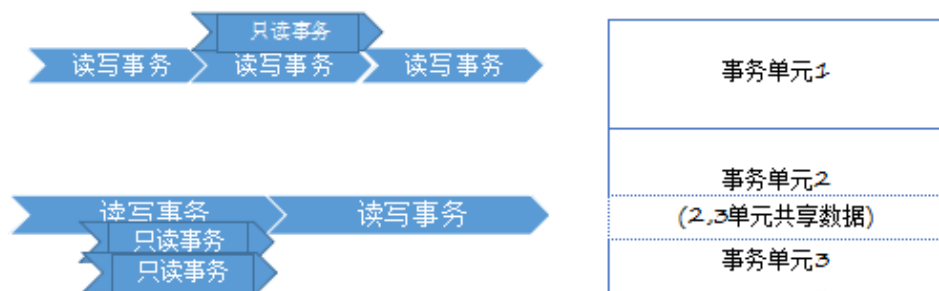 只读事务
读写事务 读写事务 读写事务
事务单元1
读写事务 读写事务
只读事务
只读事务
事务单元2
(2,3单元共享数据)
事务单元3